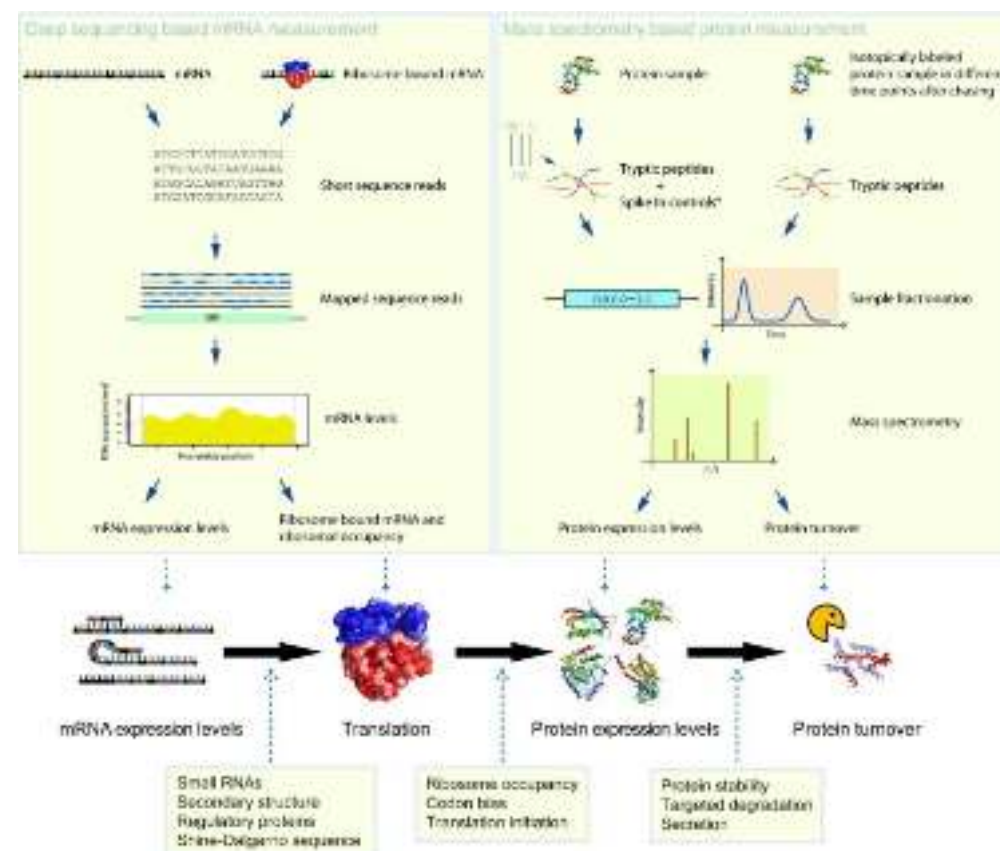 Deep sequencing based mRNA measurement
mRNA
Ribosome bound mRNA
Short sequence reads
Mapped sequence reads
mRNA levels
mRNA expression levels
Ribosome bound mRNA and
ribosomal occupancy
Mass spectrometry based protein measurement
Protein sample
Isotopically labeled
protein sample in different
time points after chasing
Tryptic peptides
+
Spike in controls*
Tryptic peptides
Intensity
Time
Sample fractionation
Intensity
Mass spectrometry
Protein expression levels
Protein turnover
mRNA expression levels
Translation
Protein expression levels
Protein turnover
Small RNAs
Secondary structure
Regulatory proteins
Shine-Dalgarno sequence
Ribosome occupancy
Codon bias
Translation initiation
Protein stability
Targeted degradation
Secretion